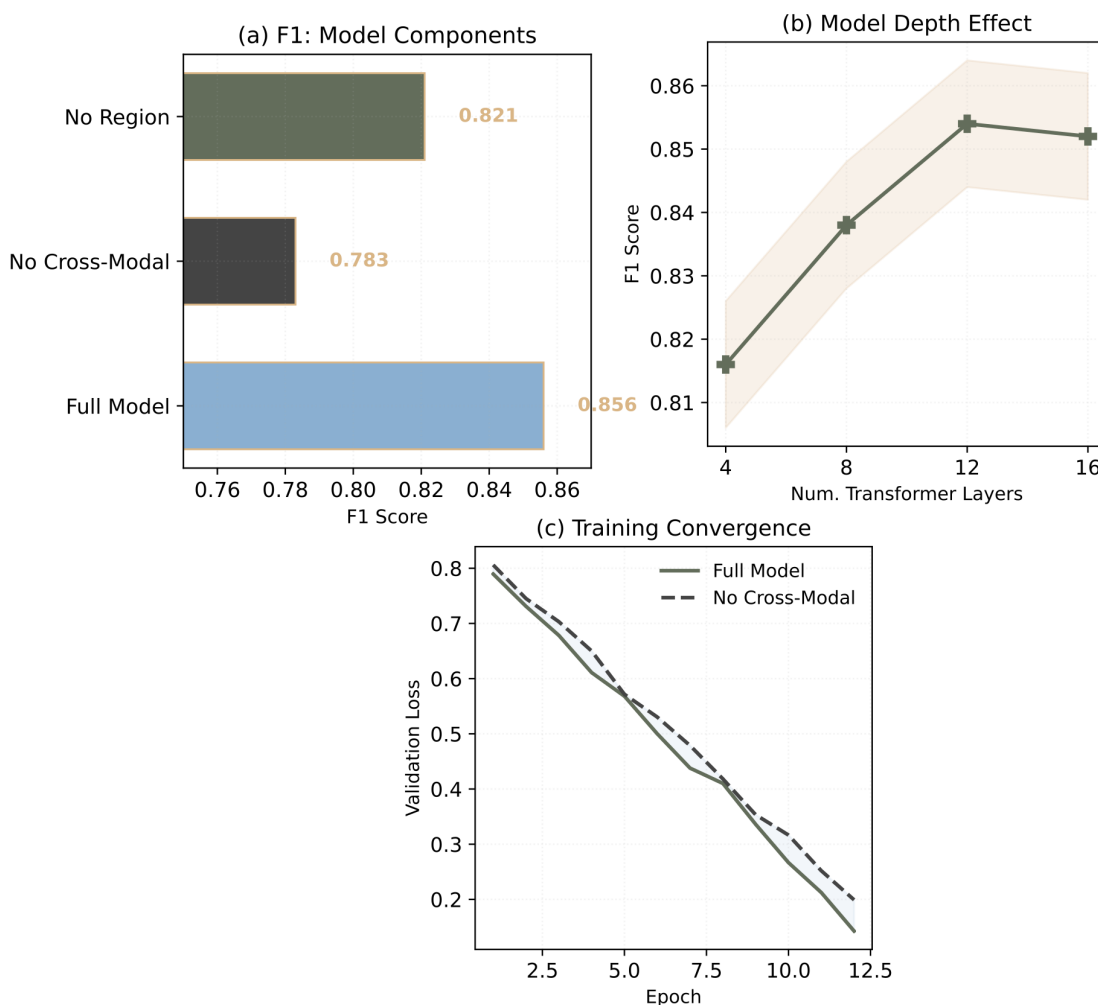 (a) F1: Model Components
No Region
0.821
No Cross-Modal
0.783
Full Model
0.856
0.76 0.78 0.80 0.82 0.84 0.86
F1 Score
(b) Model Depth Effect
F1 Score
0.86
0.85
0.84
0.83
0.82
0.81
4 8 12 16
Num. Transformer Layers
(c) Training Convergence
Full Model
No Cross-Modal
Validation Loss
0.8
0.7
0.6
0.5
0.4
0.3
0.2
2.5 5.0 7.5 10.0 12.5
Epoch